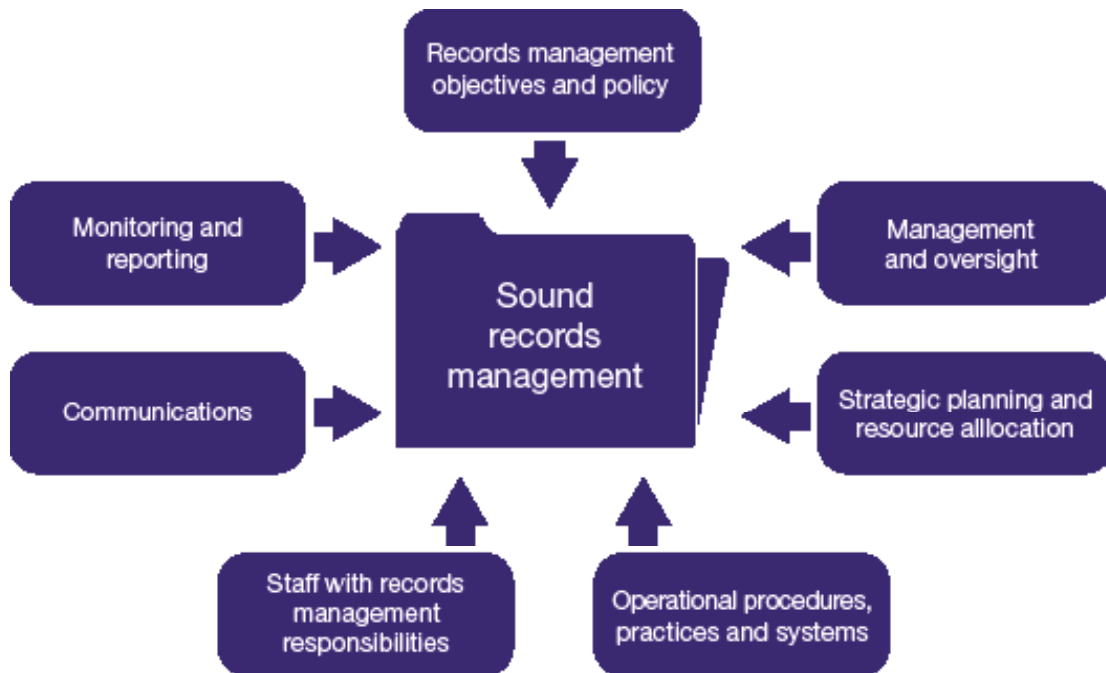 Records management
objectives and policy
Monitoring and
reporting
Management
and oversight
Sound
records
management
Communications
Strategic planning and
resource alllocation
Staff with records
management
responsibilities
Operational procedures,
practices and systems